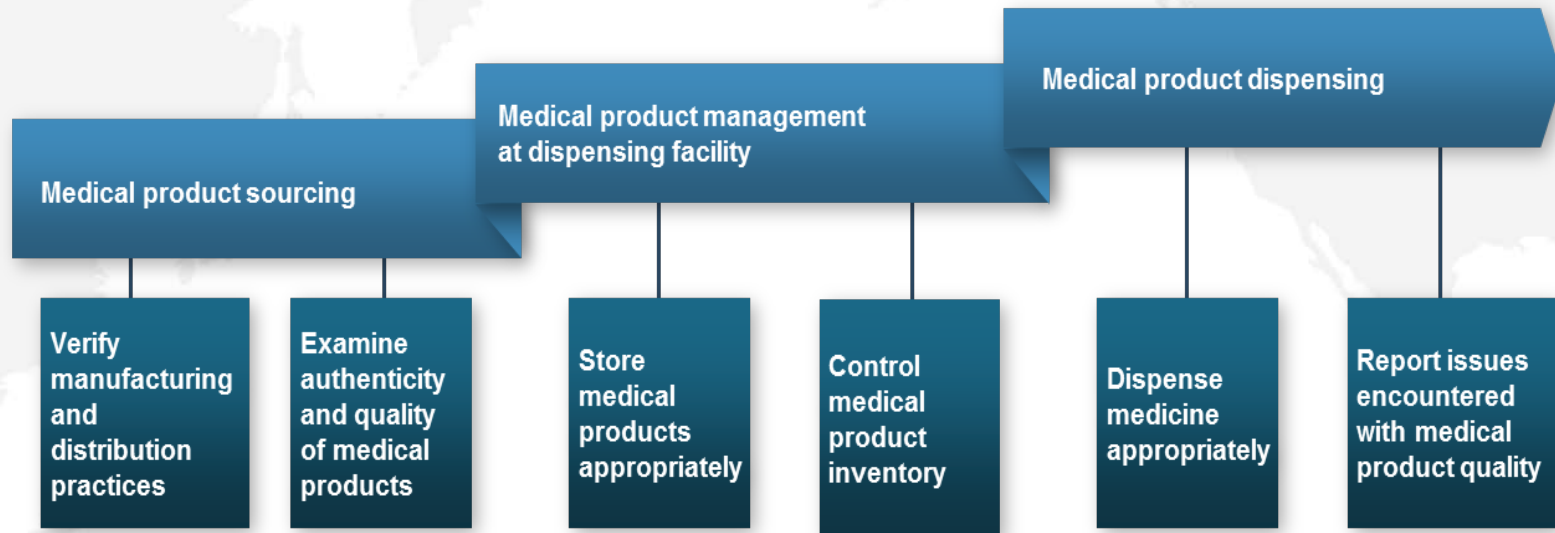 Medical product sourcing
Medical product management
at dispensing facility
Medical product dispensing
Verify
manufacturing
and
distribution
practices
Examine
authenticity
and quality
of medical
products
Store
medical
products
appropriately
Control
medical
product
inventory
Dispense
medicine
appropriately
Report issues
encountered
with medical
product quality